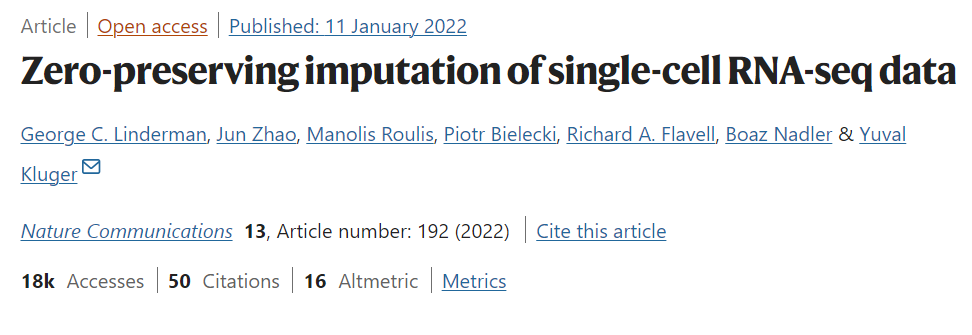 Article Open access Published: 11 January 2022
Zero-preserving imputation of single-cell RNA-seq data
George C. Linderman, Jun Zhao, Manolis Roulis, Piotr Bielecki, Richard A. Flavell, Boaz Nadler & Yuval
Kluger
Nature Communications 13, Article number: 192 (2022) Cite this article
18k Accesses 50 Citations 16 Altmetric Metrics